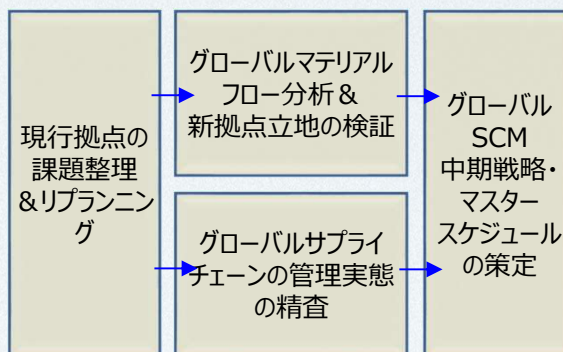 現行拠点の
課題整理
&リプランニン
グ
グローバルマテリアル
フロー分析&
新拠点立地の検証
グローバルサプライ
チェーンの管理実態
の精査
グローバル
SCM
中期戦略・
マスター
スケジュール
の策定